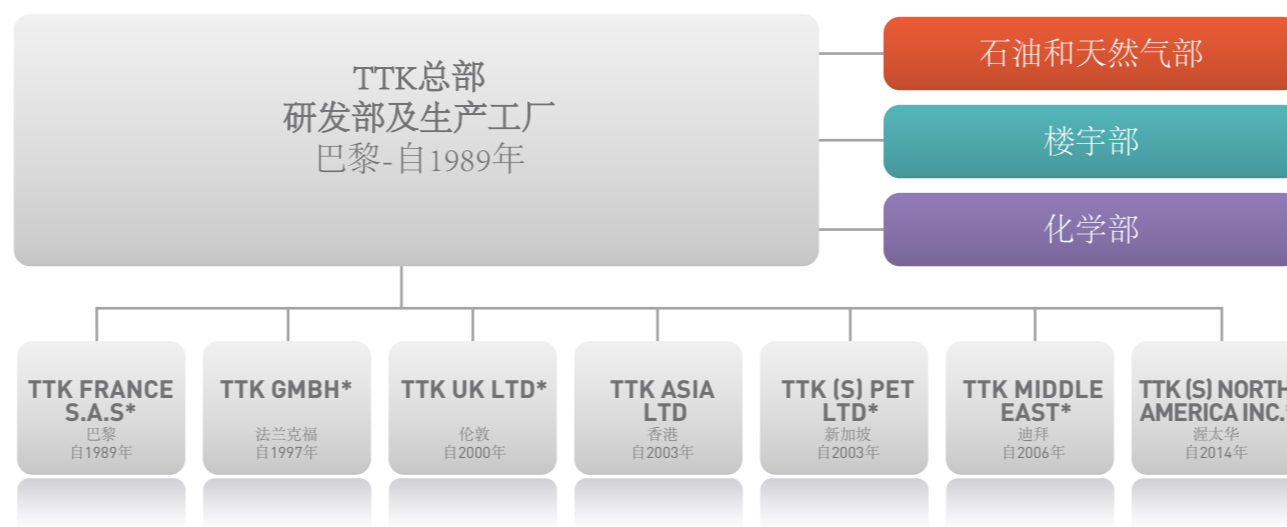 TTK总部
研发部及生产工厂
巴黎-自1989年
石油和天然气部
楼宇部
化学部
TTK FRANCE
S.A.S*
巴黎
自1989年
TTK GMBH*
法兰克福
自1997年
TTK UK LTD*
伦敦
自2000年
TTK ASIA
LTD
香港
自2003年
TTK (S) PET
LTD*
新加坡
自2003年
TTK MIDDLE
EAST*
迪拜
自2006年
TTK (S) NORTH
AMERICA INC.*
渥太华
自2014年